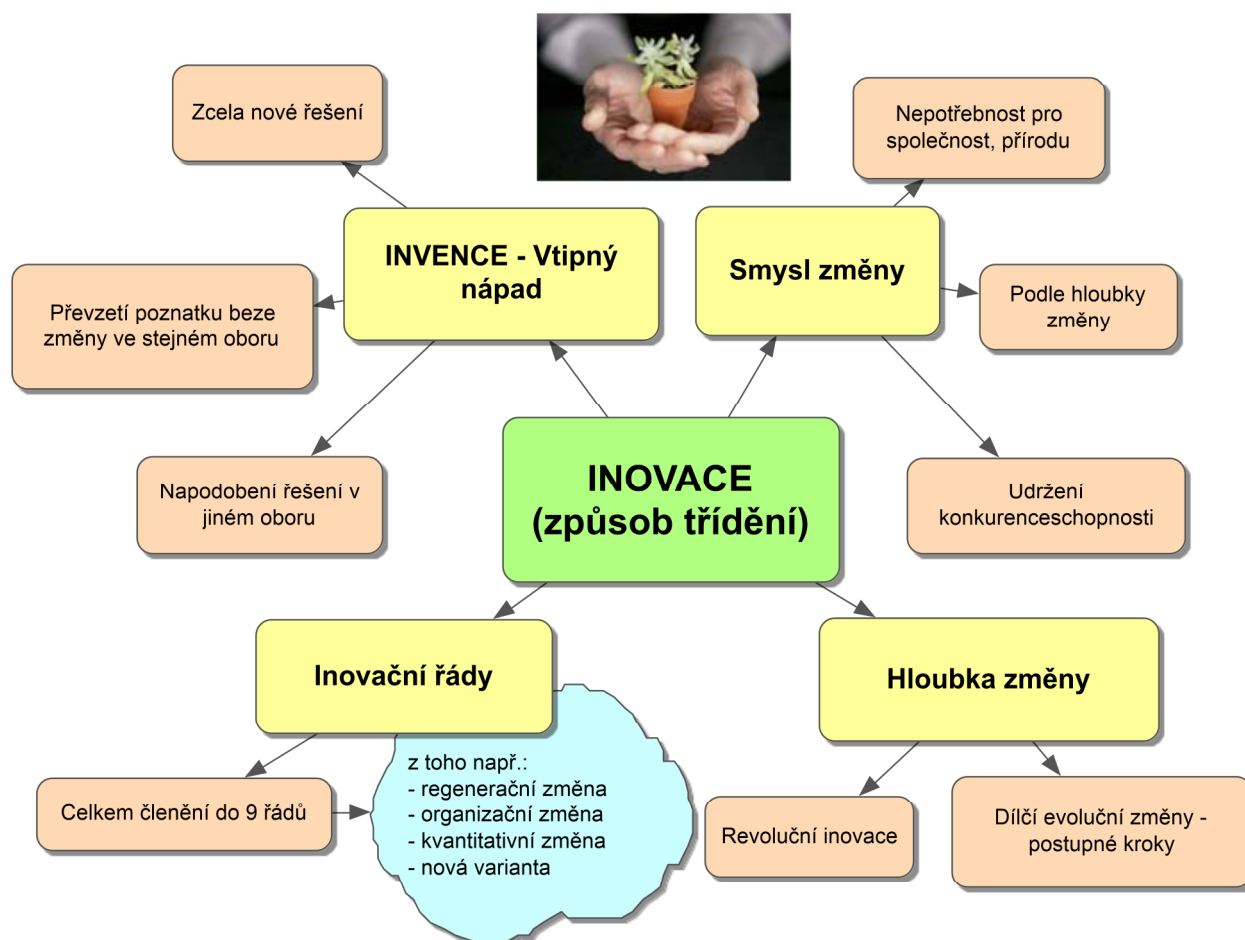 Zcela nové řešení
Nepotřebnost pro
společnost, přírodu
INVENCE - Vtipný
nápad
Smysl změny
Převzetí poznatku beze
změny ve stejném oboru
Podle hloubky
změny
Napodobení řešení v
jiném oboru
INOVACE
(způsob třídění)
Udržení
konkurenceschopnosti
Inovační řády
Hloubka změny
Celkem členění do 9 řádů
z toho např.:
- regenerační změna
- organizační změna
- kvantitativní změna
- nová varianta
Revoluční inovace
Dílčí evoluční změny -
postupné kroky